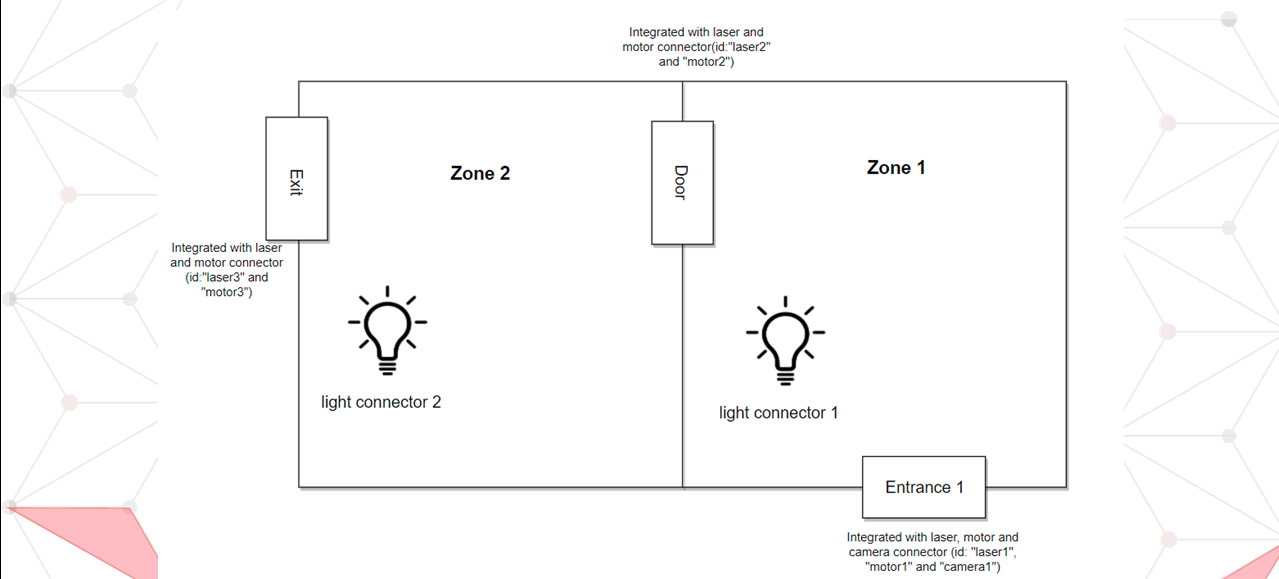 Integrated with laser and
motor connector(id:"laser2"
and "motor2")
Exit
Zone 2
Door
Zone 1
Integrated with laser
and motor connector
(id:"laser3" and
"motor3")
light connector 2
light connector 1
Entrance 1
Integrated with laser, motor and
camera connector (id: "laser1",
"motor1" and "camera1")